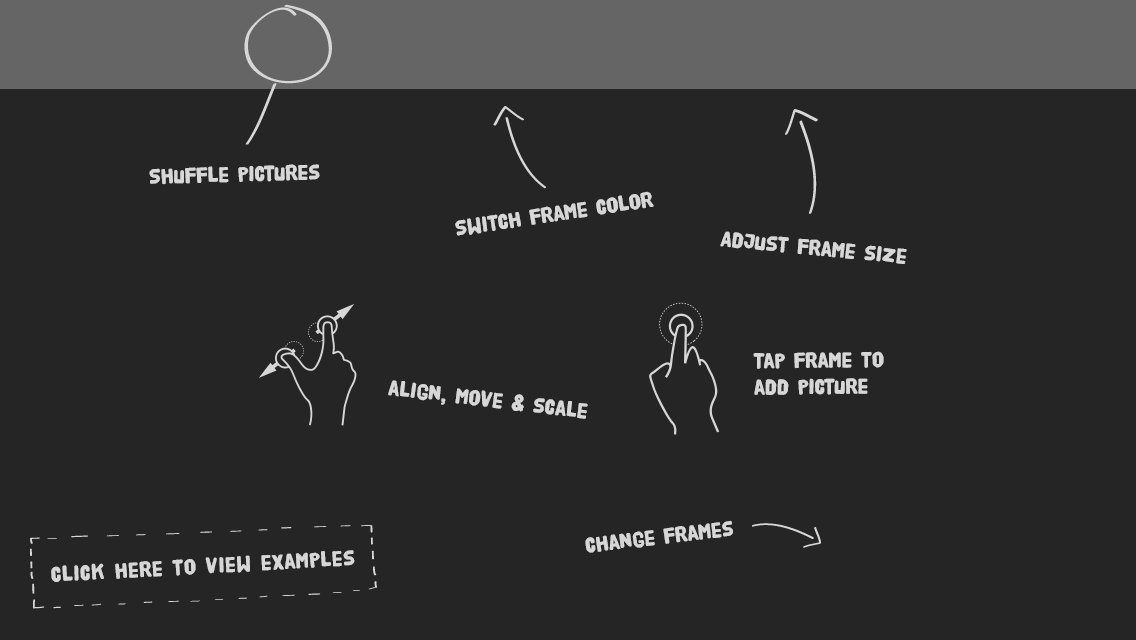 SHUFFLE PICTURES
SWITCH FRAME COLOR
ADJUST FRAME SIZE
ALIGN, MOVE & SCALE
TAP FRAME TO
ADD PICTURE
CHANGE FRAMES
CLICK HERE TO VIEW EXAMPLES